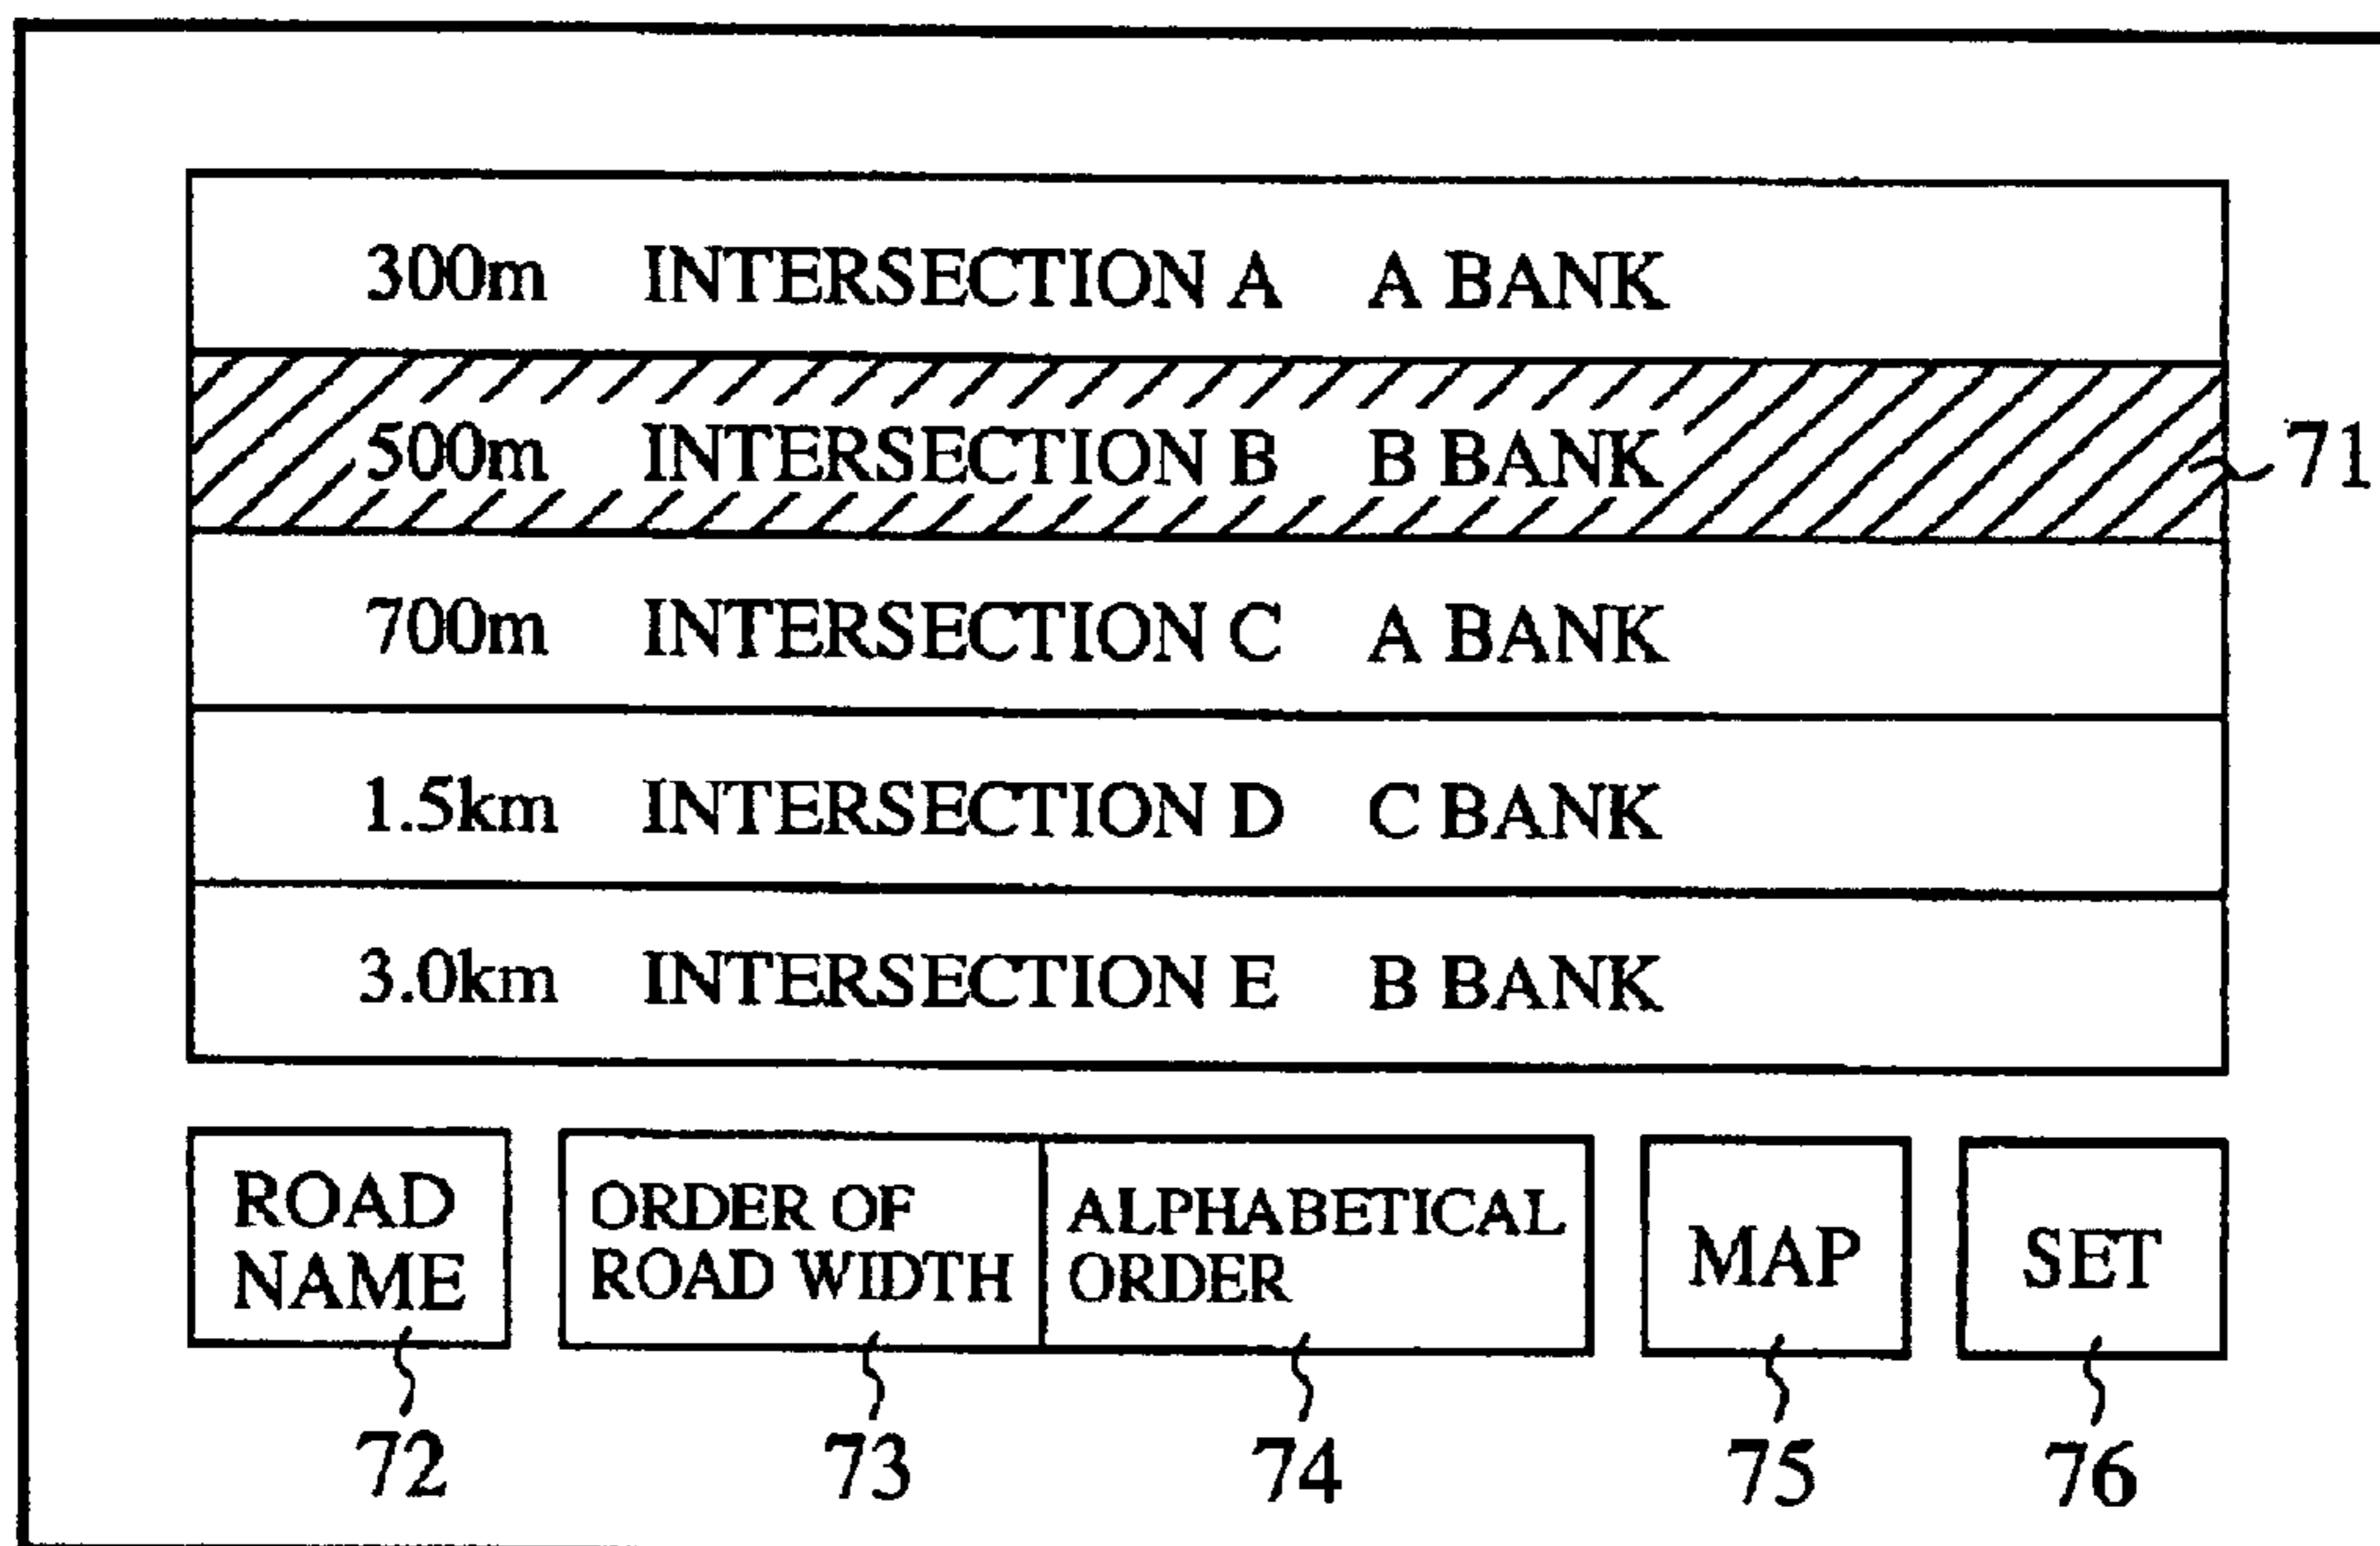 300m INTERSECTION A A BANK
500m INTERSECTION B B BANK
71
700m INTERSECTION C A BANK
1.5km INTERSECTION D C BANK
3.0km INTERSECTION E B BANK
ROAD
NAME
ORDER OF
ROAD WIDTH
ALPHABETICAL
ORDER
MAP
SET
72
73
74
75
76